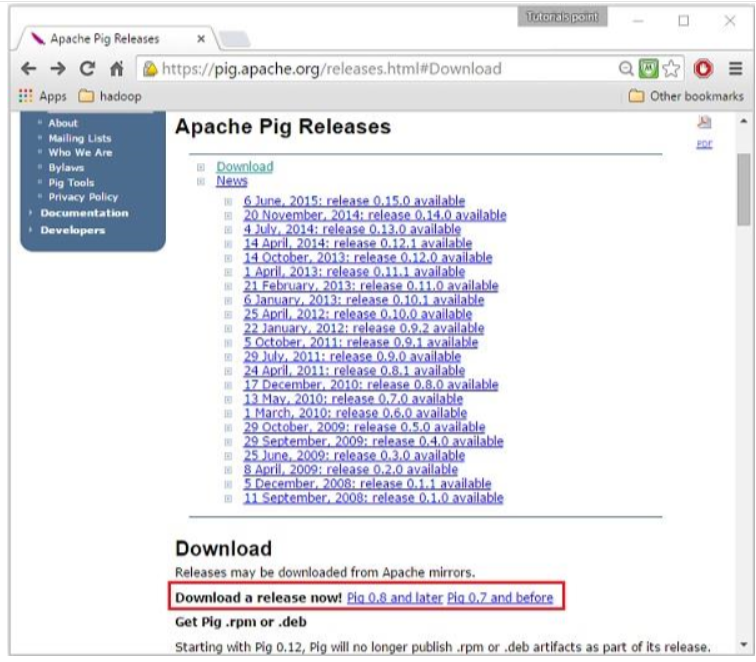 Tutorialspoint
Apache Pig Releases
https://pig.apache.org/releases.html#Download
Apps hadoop Other bookmarks
About
Mailing Lists
Who We Are
Bylaws
Pig Tools
Privacy Policy
Documentation
Developers
Apache Pig Releases
PDF
Download
News
6 June, 2015: release 0.15.0 available
20 November, 2014: release 0.14.0 available
4 July, 2014: release 0.13.0 available
14 April, 2014: release 0.12.1 available
14 October, 2013: release 0.12.0 available
1 April, 2013: release 0.11.1 available
21 February, 2013: release 0.11.0 available
6 January, 2013: release 0.10.1 available
25 April, 2012: release 0.10.0 available
22 January, 2012: release 0.9.2 available
5 October, 2011: release 0.9.1 available
29 July, 2011: release 0.9.0 available
24 April, 2011: release 0.8.1 available
17 December, 2010: release 0.8.0 available
13 May, 2010: release 0.7.0 available
1 March, 2010: release 0.6.0 available
29 October, 2009: release 0.5.0 available
29 September, 2009: release 0.4.0 available
25 June, 2009: release 0.3.0 available
8 April, 2009: release 0.2.0 available
5 December, 2008: release 0.1.1 available
11 September, 2008: release 0.1.0 available
Download
Releases may be downloaded from Apache mirrors.
Download a release now! Pig 0.8 and later Pig 0.7 and before
Get Pig .rpm or .deb
Starting with Pig 0.12, Pig will no longer publish .rpm or .deb artifacts as part of its release.